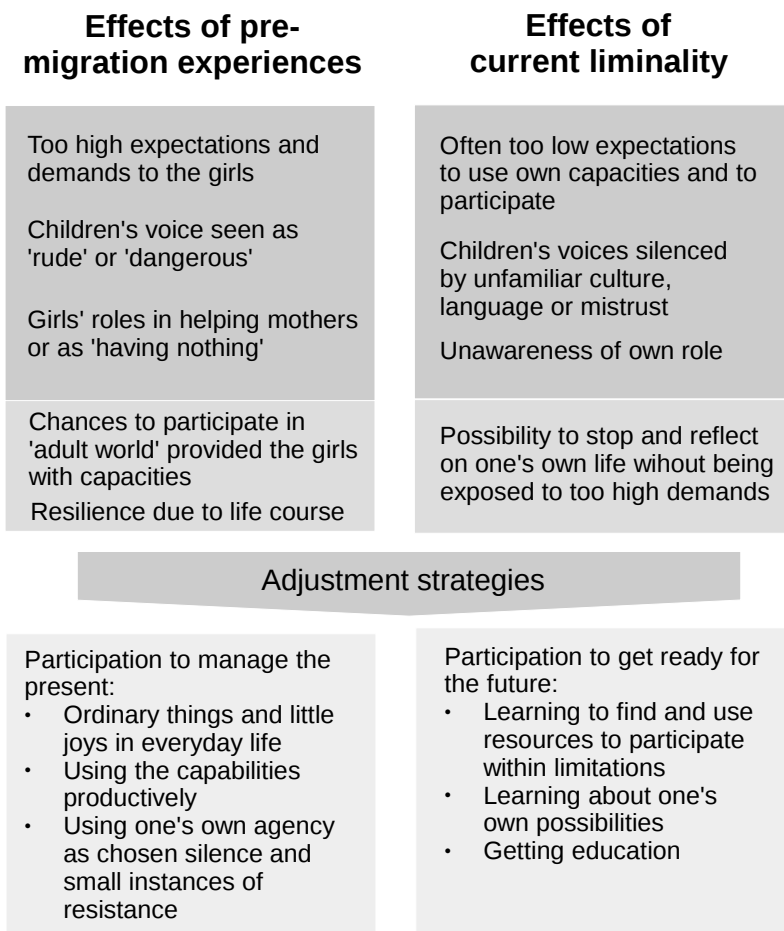 Effects of pre-
migration experiences
Too high expectations and
demands to the girls
Children's voice seen as
'rude' or 'dangerous'
Girls' roles in helping mothers
or as 'having nothing'
Chances to participate in
'adult world' provided the girls
with capacities
Resilience due to life course
Effects of
current liminality
Often too low expectations
to use own capacities and to
participate
Children's voices silenced
by unfamiliar culture,
language or mistrust
Unawareness of own role
Possibility to stop and reflect
on one's own life wihout being
exposed to too high demands
Adjustment strategies
Participation to manage the
present:
• Ordinary things and little
joys in everyday life
• Using the capabilities
productively
• Using one's own agency
as chosen silence and
small instances of
resistance
Participation to get ready for
the future:
• Learning to find and use
resources to participate
within limitations
• Learning about one's
own possibilities
• Getting education